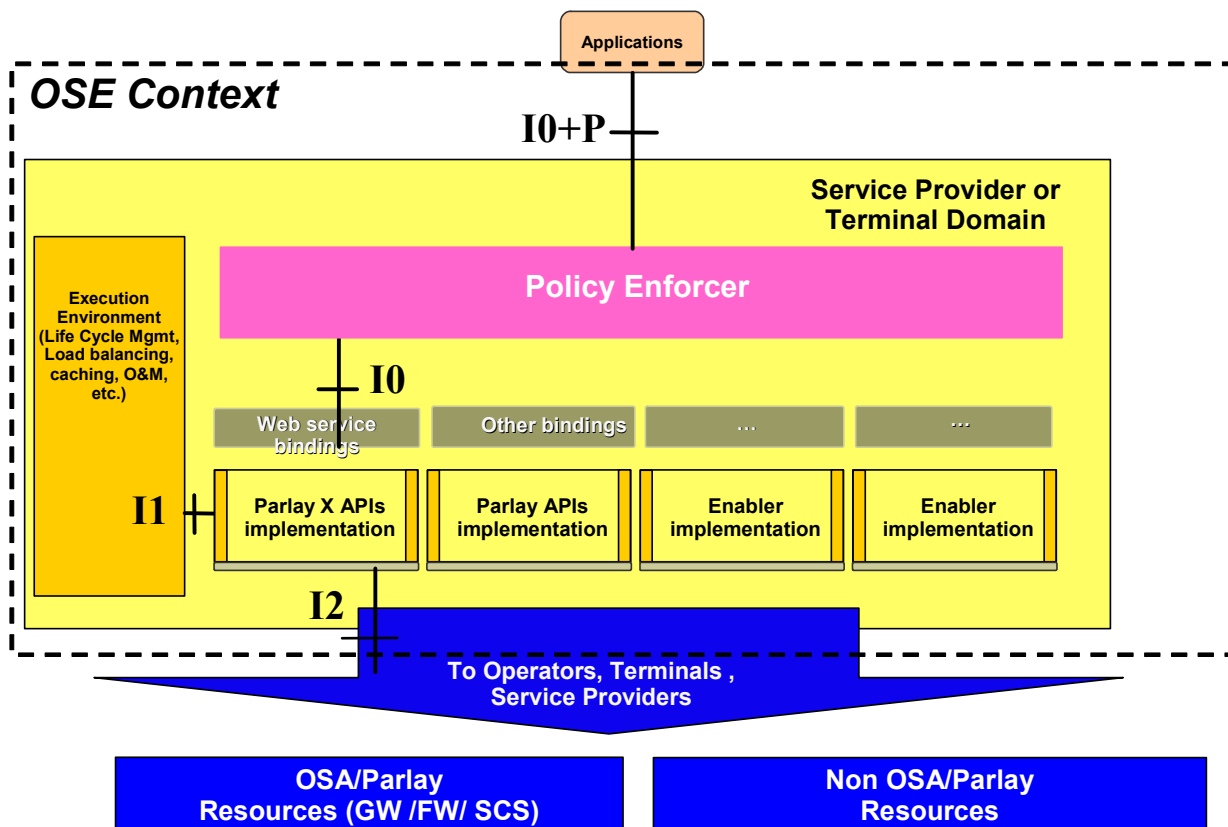 Applications
OSE Context
I0+P
Service Provider or
Terminal Domain
Policy Enforcer
Execution
Environment
(Life Cycle Mgmt,
Load balancing,
caching, O&M,
etc.)
I0
Web service
bindings
Other bindings
...
...
I1
Parlay X APIs
implementation
Parlay APIs
implementation
Enabler
implementation
Enabler
implementation
I2
To Operators, Terminals ,
Service Providers
OSA/Parlay
Resources (GW /FW/ SCS)
Non OSA/Parlay
Resources